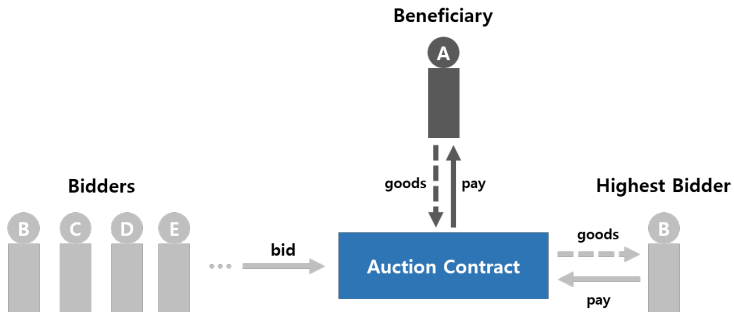 Beneficiary
A
goods
pay
Bidders
B
C
D
E
...
bid
Auction Contract
Highest Bidder
B
goods
pay